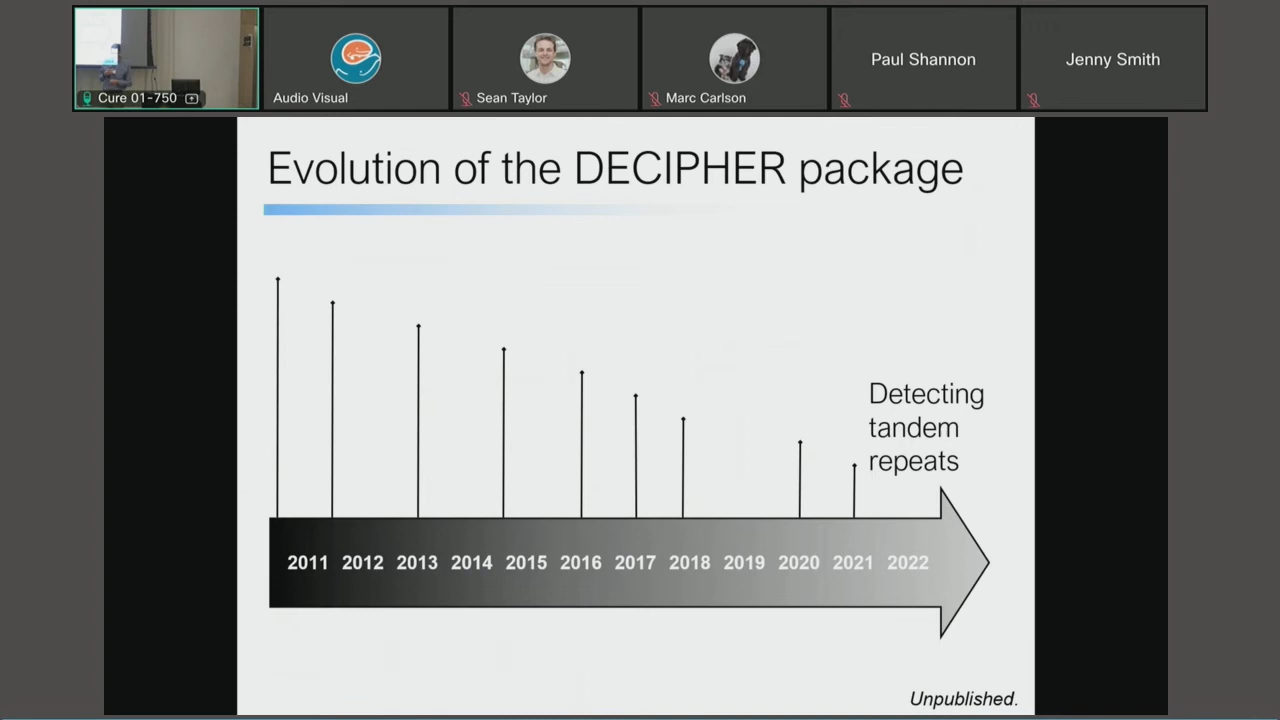 Cure 01-750
Audio Visual
Sean Taylor
Marc Carlson
Paul Shannon
Jenny Smith
Evolution of the DECIPHER package
Detecting
tandem
repeats
2011 2012 2013 2014 2015 2016 2017 2018 2019 2020 2021 2022
Unpublished.